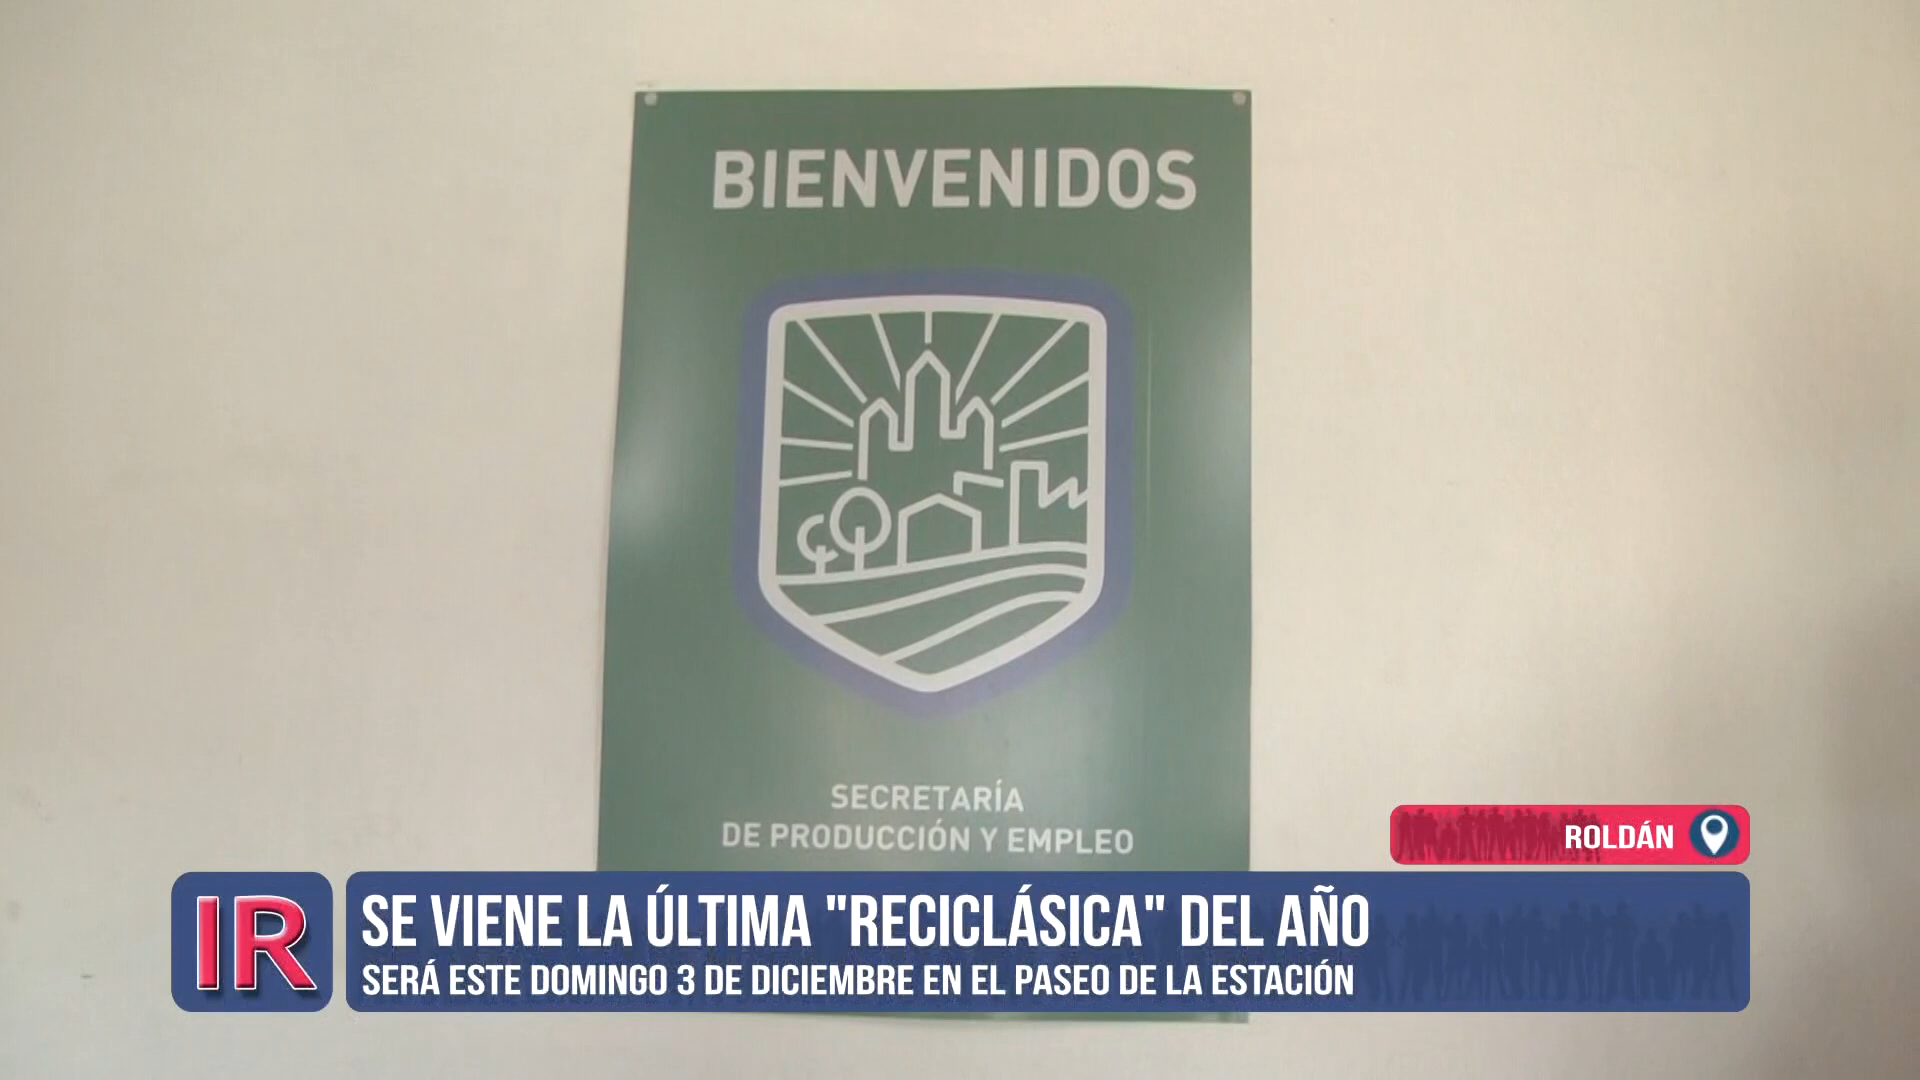 BIENVENIDOS
SECRETARÍA
DE PRODUCCIÓN Y EMPLEO
ROLDÁN
IR
SE VIENE LA ÚLTIMA "RECICLÁSICA" DEL AÑO
SERÁ ESTE DOMINGO 3 DE DICIEMBRE EN EL PASEO DE LA ESTACIÓN